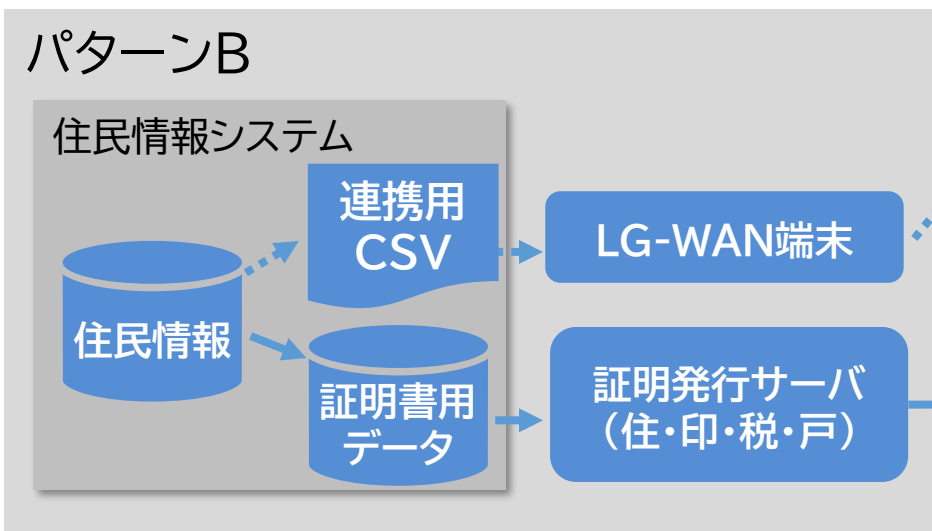 パターンB
住民情報システム
連携用
CSV
LG-WAN端末
住民情報
証明書用
データ
証明発行サーバ
（住・印・税・戸）